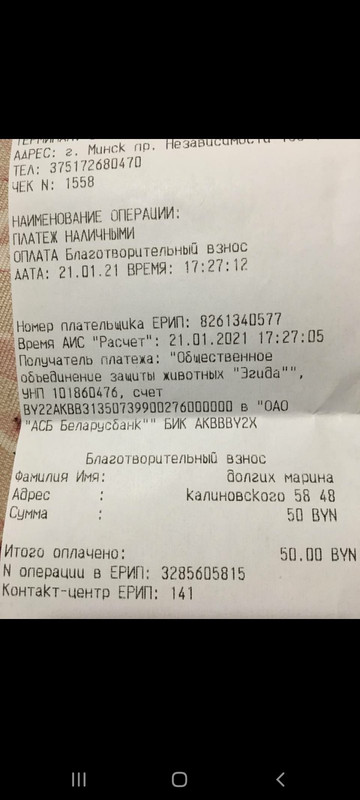 АДРЕС: г. Минск пр. Независимости
ТЕЛ: 375172680470
ЧЕК N: 1558
НАИМЕНОВАНИЕ ОПЕРАЦИИ:
ПЛАТЕЖ НАЛИЧНЫМИ
ОПЛАТА Благотворительный взнос
ДАТА: 21.01.21 ВРЕМЯ: 17:27:12
Номер плательщика ЕРИП: 8261340577
Время АИС "Расчет": 21.01.2021 17:27:05
Получатель платежа: "Общественное
объединение защиты животных "Эгида"",
УНП 101860476, счет
BY22AKBB31350739900276000000 в "ОАО
"АСБ Беларусбанк"" БИК AKBBBY2X
Благотворительный взнос
Фамилия Имя: долгих марина
Адрес : калиновского 58 48
Сумма : 50 BYN
Итого оплачено: 50.00 BYN
N операции в ЕРИП: 3285605815
Контакт-центр ЕРИП: 141